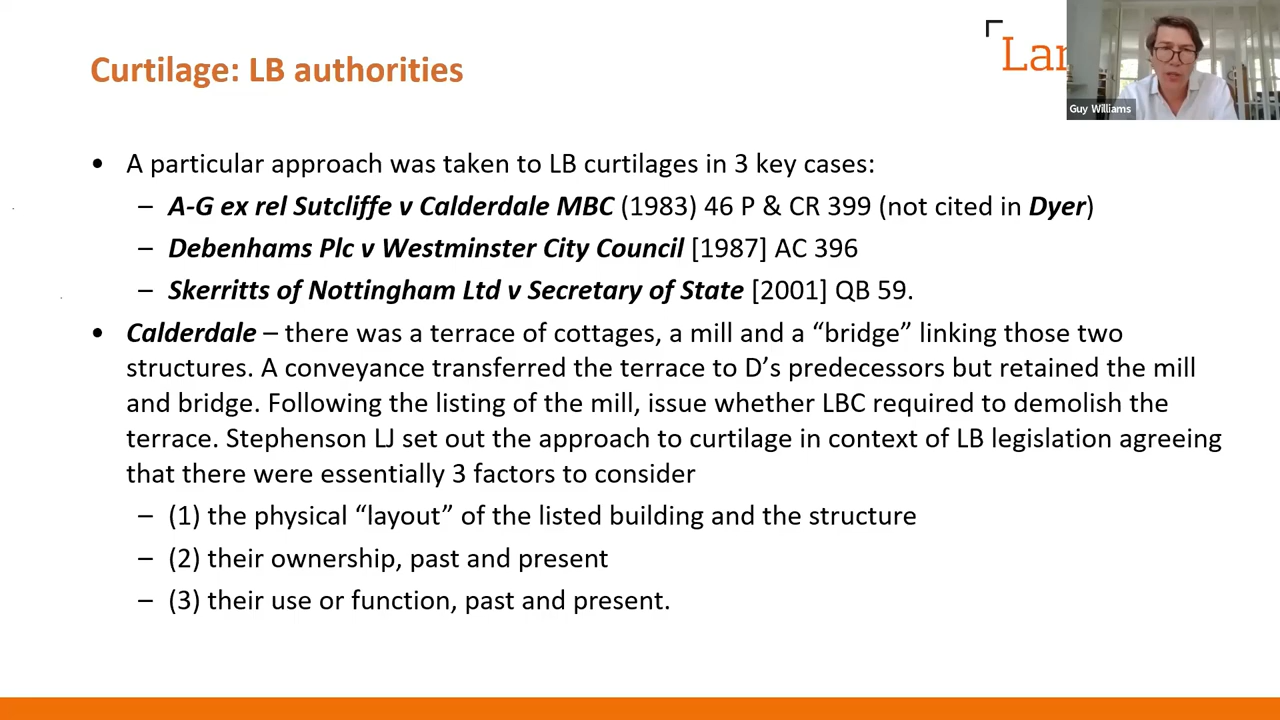 Curtilage: LB authorities
Lan
Guy Williams
• A particular approach was taken to LB curtilages in 3 key cases:
– A-G ex rel Sutcliffe v Calderdale MBC (1983) 46 P & CR 399 (not cited in Dyer)
– Debenhams Plc v Westminster City Council [1987] AC 396
– Skerritts of Nottingham Ltd v Secretary of State [2001] QB 59.
• Calderdale – there was a terrace of cottages, a mill and a “bridge” linking those two
structures. A conveyance transferred the terrace to D’s predecessors but retained the mill
and bridge. Following the listing of the mill, issue whether LBC required to demolish the
terrace. Stephenson LJ set out the approach to curtilage in context of LB legislation agreeing
that there were essentially 3 factors to consider
– (1) the physical “layout” of the listed building and the structure
– (2) their ownership, past and present
– (3) their use or function, past and present.